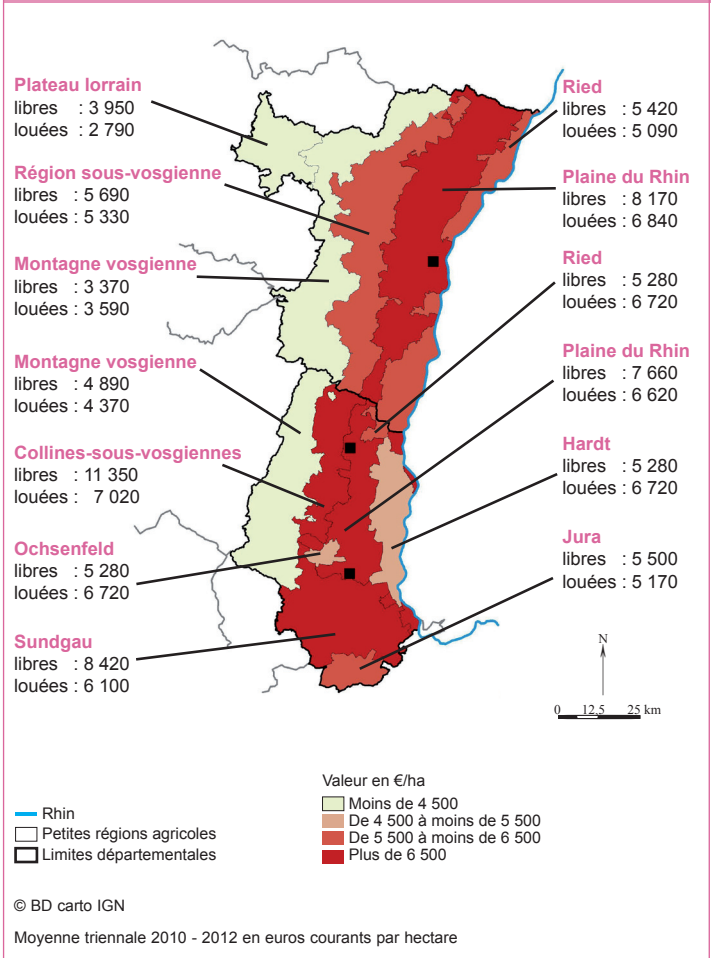 Plateau lorrain
libres : 3 950
louées : 2 790
Région sous-vosgienne
libres : 5 690
louées : 5 330
Montagne vosgienne
libres : 3 370
louées : 3 590
Montagne vosgienne
libres : 4 890
louées : 4 370
Collines-sous-vosgiennes
libres : 11 350
louées : 7 020
Ochsenfeld
libres : 5 280
louées : 6 720
Sundgau
libres : 8 420
louées : 6 100
Ried
libres : 5 420
louées : 5 090
Plaine du Rhin
libres : 8 170
louées : 6 840
Ried
libres : 5 280
louées : 6 720
Plaine du Rhin
libres : 7 660
louées : 6 620
Hardt
libres : 5 280
louées : 6 720
Jura
libres : 5 500
louées : 5 170
N
0 12,5 25 km
Rhin
Petites régions agricoles
Limites départementales
Valeur en €/ha
Moins de 4 500
De 4 500 à moins de 5 500
De 5 500 à moins de 6 500
Plus de 6 500
© BD carto IGN
Moyenne triennale 2010 - 2012 en euros courants par hectare